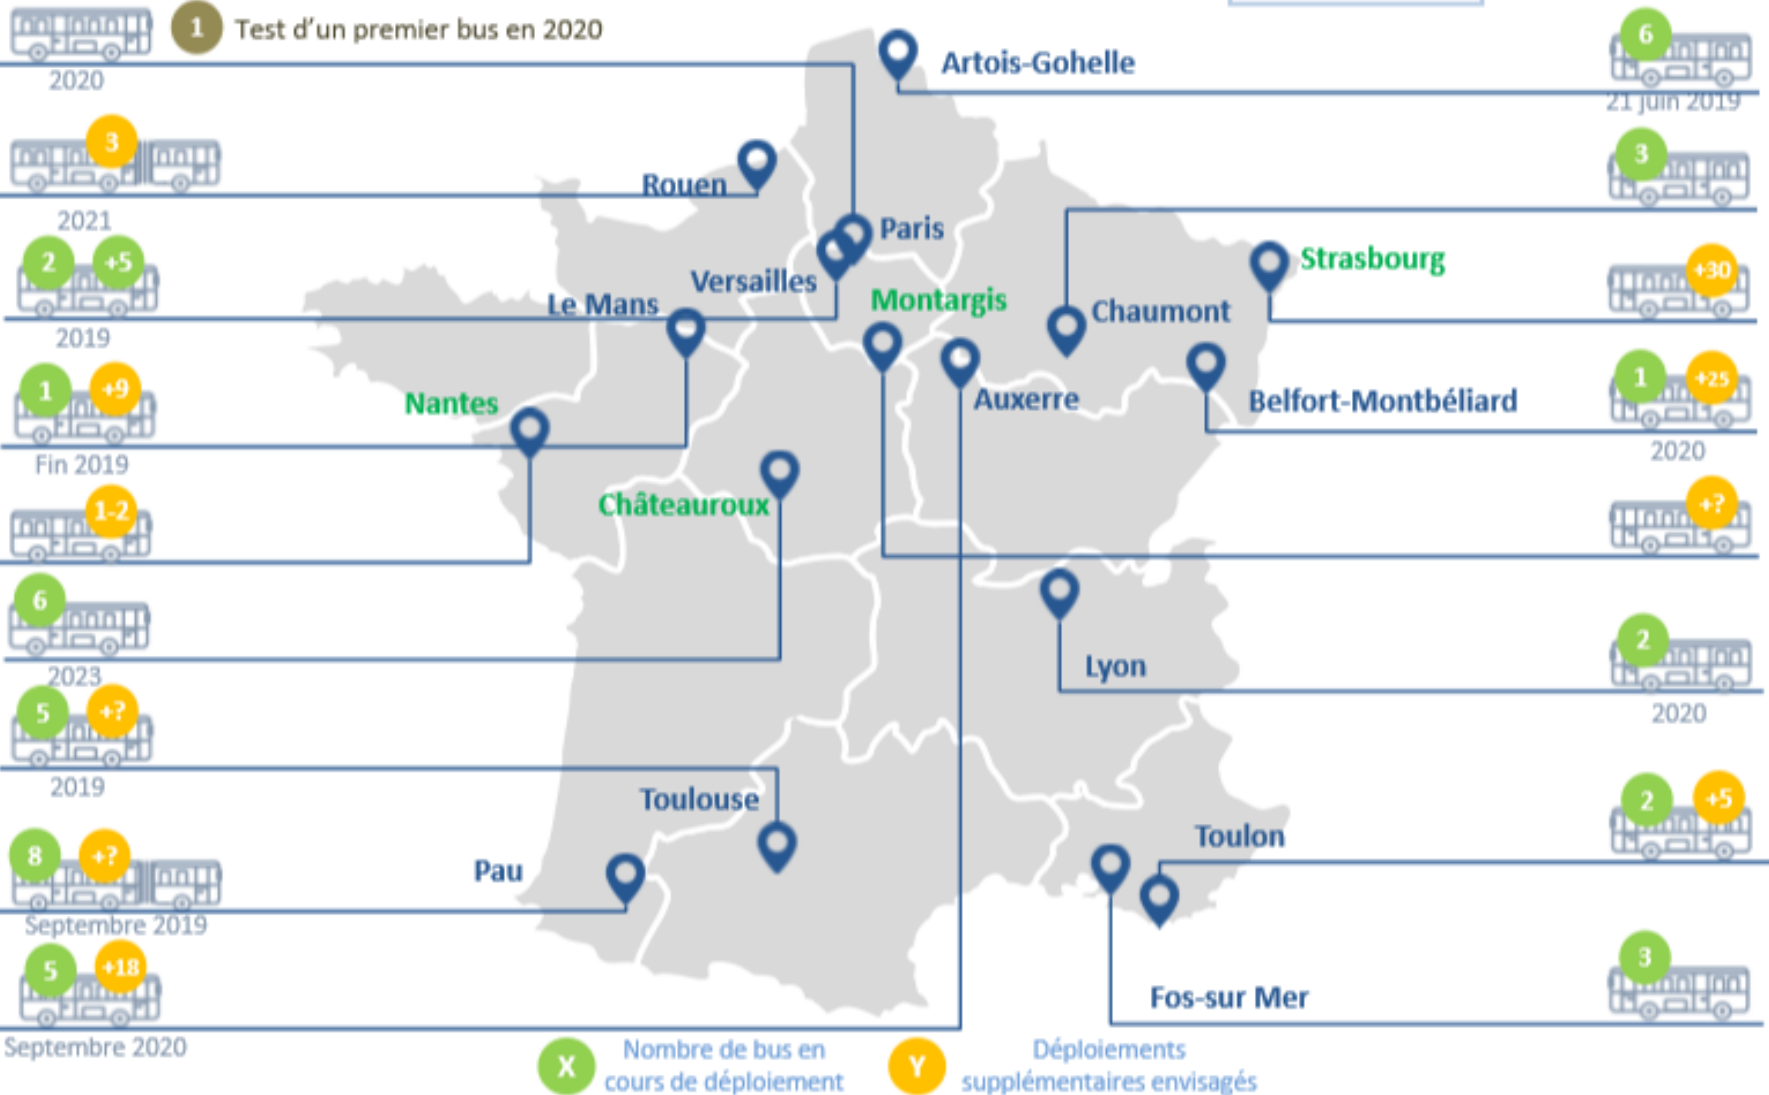 1 Test d'un premier bus en 2020
2020
3
2021
2 +5
2019
1 +9
Fin 2019
1-2
6
2023
5 +?
2019
8 +?
Septembre 2019
5 +18
Septembre 2020
Artois-Gohelle
Rouen
Paris
Versailles
Le Mans
Montargis
Strasbourg
Chaumont
Nantes
Auxerre
Belfort-Montbéliard
Châteauroux
Lyon
Toulouse
Toulon
Pau
Fos-sur Mer
6
21 juin 2019
3
+30
1 +25
2020
+?
2
2020
2 +5
3
X Nombre de bus en
cours de déploiement
Y Déploiements
supplémentaires envisagés